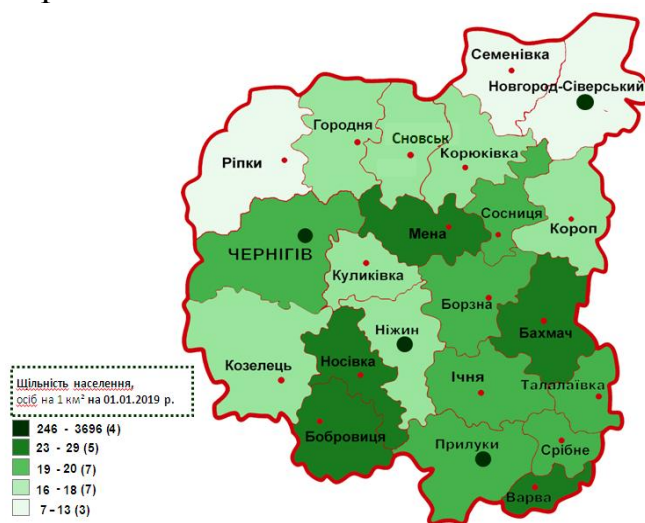 Семенівка
Новгород-Сіверський
Городня
Сновськ
Корюківка
Ріпки
Сосниця
Короп
Мена
ЧЕРНІГІВ
Куликівка
Борзна
Бахмач
Ніжин
Козелець
Носівка
Ічня
Талалаївка
Бобровиця
Прилуки
Срібне
Варва
Щільність населення,
осіб на 1 км² на 01.01.2019 р.
246 - 3696 (4)
23 - 29 (5)
19 - 20 (7)
16 - 18 (7)
7 - 13 (3)